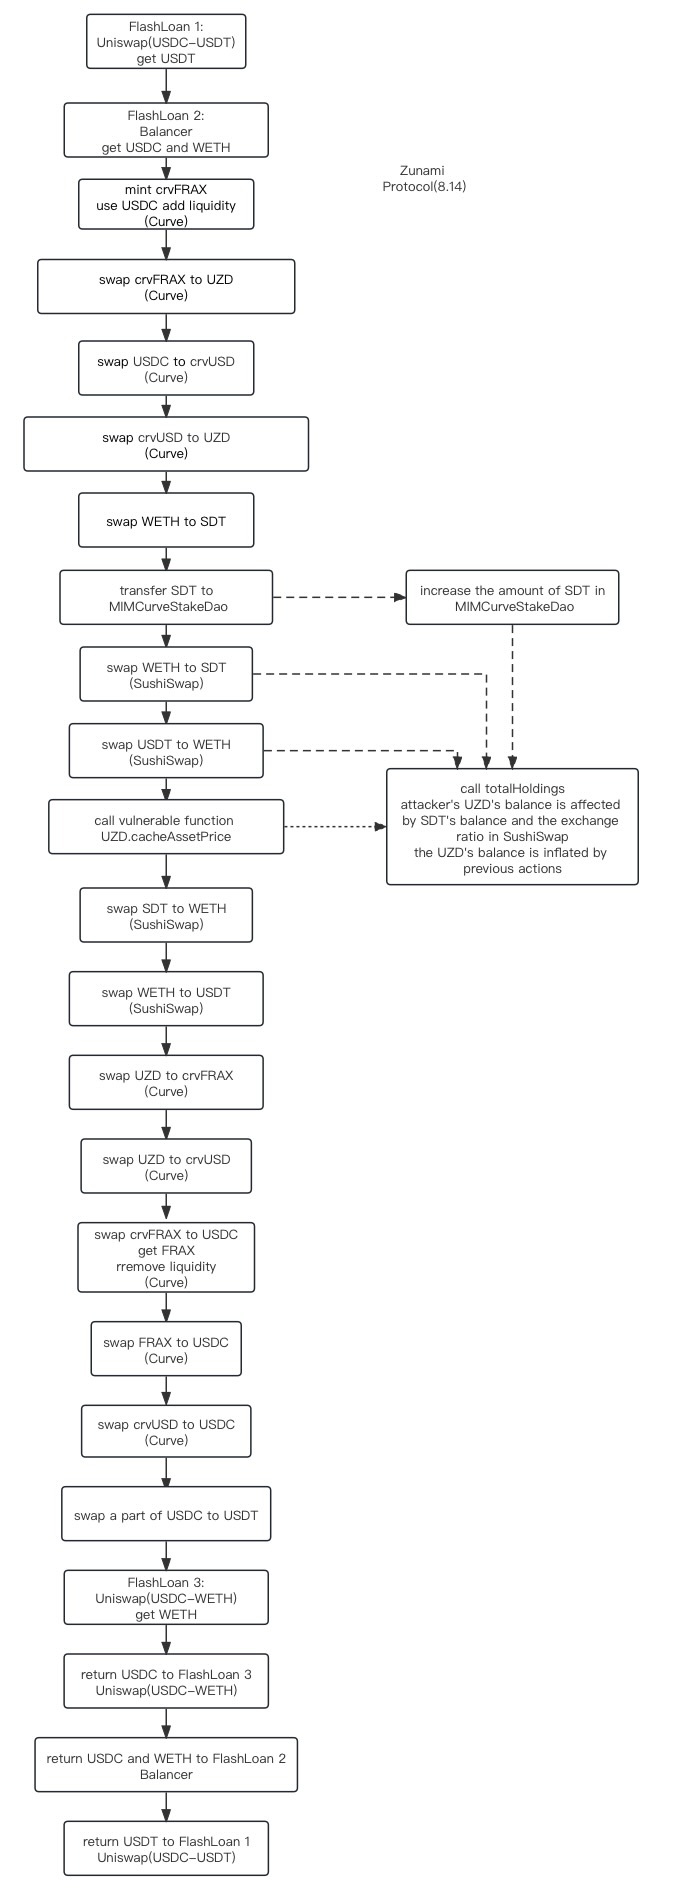 FlashLoan 1:
Uniswap(USDC-USDT)
get USDT
FlashLoan 2:
Balancer
get USDC and WETH
Zunami
Protocol(8.14)
mint crvFRAX
use USDC add liquidity
(Curve)
swap crvFRAX to UZD
(Curve)
swap USDC to crvUSD
(Curve)
swap crvUSD to UZD
(Curve)
swap WETH to SDT
transfer SDT to
MIMCurveStakeDao
increase the amount of SDT in
MIMCurveStakeDao
swap WETH to SDT
(SushiSwap)
swap USDT to WETH
(SushiSwap)
call totalHoldings
attacker's UZD's balance is affected
by SDT's balance and the exchange
ratio in SushiSwap
the UZD's balance is inflated by
previous actions
call vulnerable function
UZD.cacheAssetPrice
swap SDT to WETH
(SushiSwap)
swap WETH to USDT
(SushiSwap)
swap UZD to crvFRAX
(Curve)
swap UZD to crvUSD
(Curve)
swap crvFRAX to USDC
get FRAX
rremove liquidity
(Curve)
swap FRAX to USDC
(Curve)
swap crvUSD to USDC
(Curve)
swap a part of USDC to USDT
FlashLoan 3:
Uniswap(USDC-WETH)
get WETH
return USDC to FlashLoan 3
Uniswap(USDC-WETH)
return USDC and WETH to FlashLoan 2
Balancer
return USDT to FlashLoan 1
Uniswap(USDC-USDT)